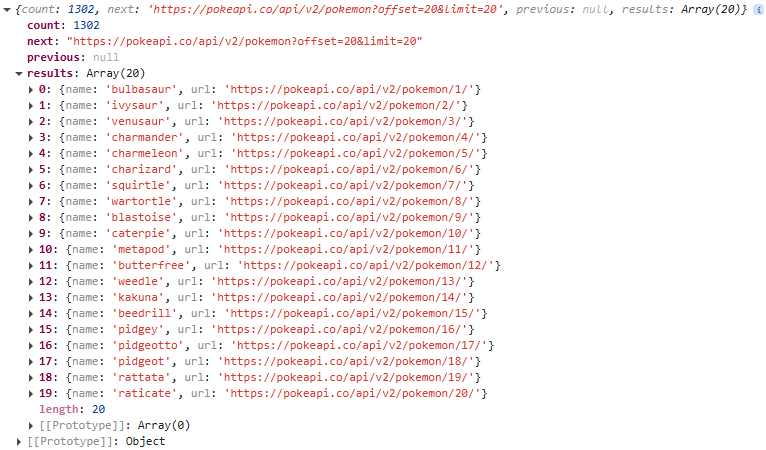 {count: 1302, next: 'https://pokeapi.co/api/v2/pokemon?offset=20&limit=20', previous: null, results: Array(20)} i
count: 1302
next: "https://pokeapi.co/api/v2/pokemon?offset=20&limit=20"
previous: null
results: Array(20)
0: {name: 'bulbasaur', url: 'https://pokeapi.co/api/v2/pokemon/1/'}
1: {name: 'ivysaur', url: 'https://pokeapi.co/api/v2/pokemon/2/'}
2: {name: 'venusaur', url: 'https://pokeapi.co/api/v2/pokemon/3/'}
3: {name: 'charmander', url: 'https://pokeapi.co/api/v2/pokemon/4/'}
4: {name: 'charmeleon', url: 'https://pokeapi.co/api/v2/pokemon/5/'}
5: {name: 'charizard', url: 'https://pokeapi.co/api/v2/pokemon/6/'}
6: {name: 'squirtle', url: 'https://pokeapi.co/api/v2/pokemon/7/'}
7: {name: 'wartortle', url: 'https://pokeapi.co/api/v2/pokemon/8/'}
8: {name: 'blastoise', url: 'https://pokeapi.co/api/v2/pokemon/9/'}
9: {name: 'caterpie', url: 'https://pokeapi.co/api/v2/pokemon/10/'}
10: {name: 'metapod', url: 'https://pokeapi.co/api/v2/pokemon/11/'}
11: {name: 'butterfree', url: 'https://pokeapi.co/api/v2/pokemon/12/'}
12: {name: 'weedle', url: 'https://pokeapi.co/api/v2/pokemon/13/'}
13: {name: 'kakuna', url: 'https://pokeapi.co/api/v2/pokemon/14/'}
14: {name: 'beedrill', url: 'https://pokeapi.co/api/v2/pokemon/15/'}
15: {name: 'pidgey', url: 'https://pokeapi.co/api/v2/pokemon/16/'}
16: {name: 'pidgeotto', url: 'https://pokeapi.co/api/v2/pokemon/17/'}
17: {name: 'pidgeot', url: 'https://pokeapi.co/api/v2/pokemon/18/'}
18: {name: 'rattata', url: 'https://pokeapi.co/api/v2/pokemon/19/'}
19: {name: 'raticate', url: 'https://pokeapi.co/api/v2/pokemon/20/'}
length: 20
[[Prototype]]: Array(0)
[[Prototype]]: Object